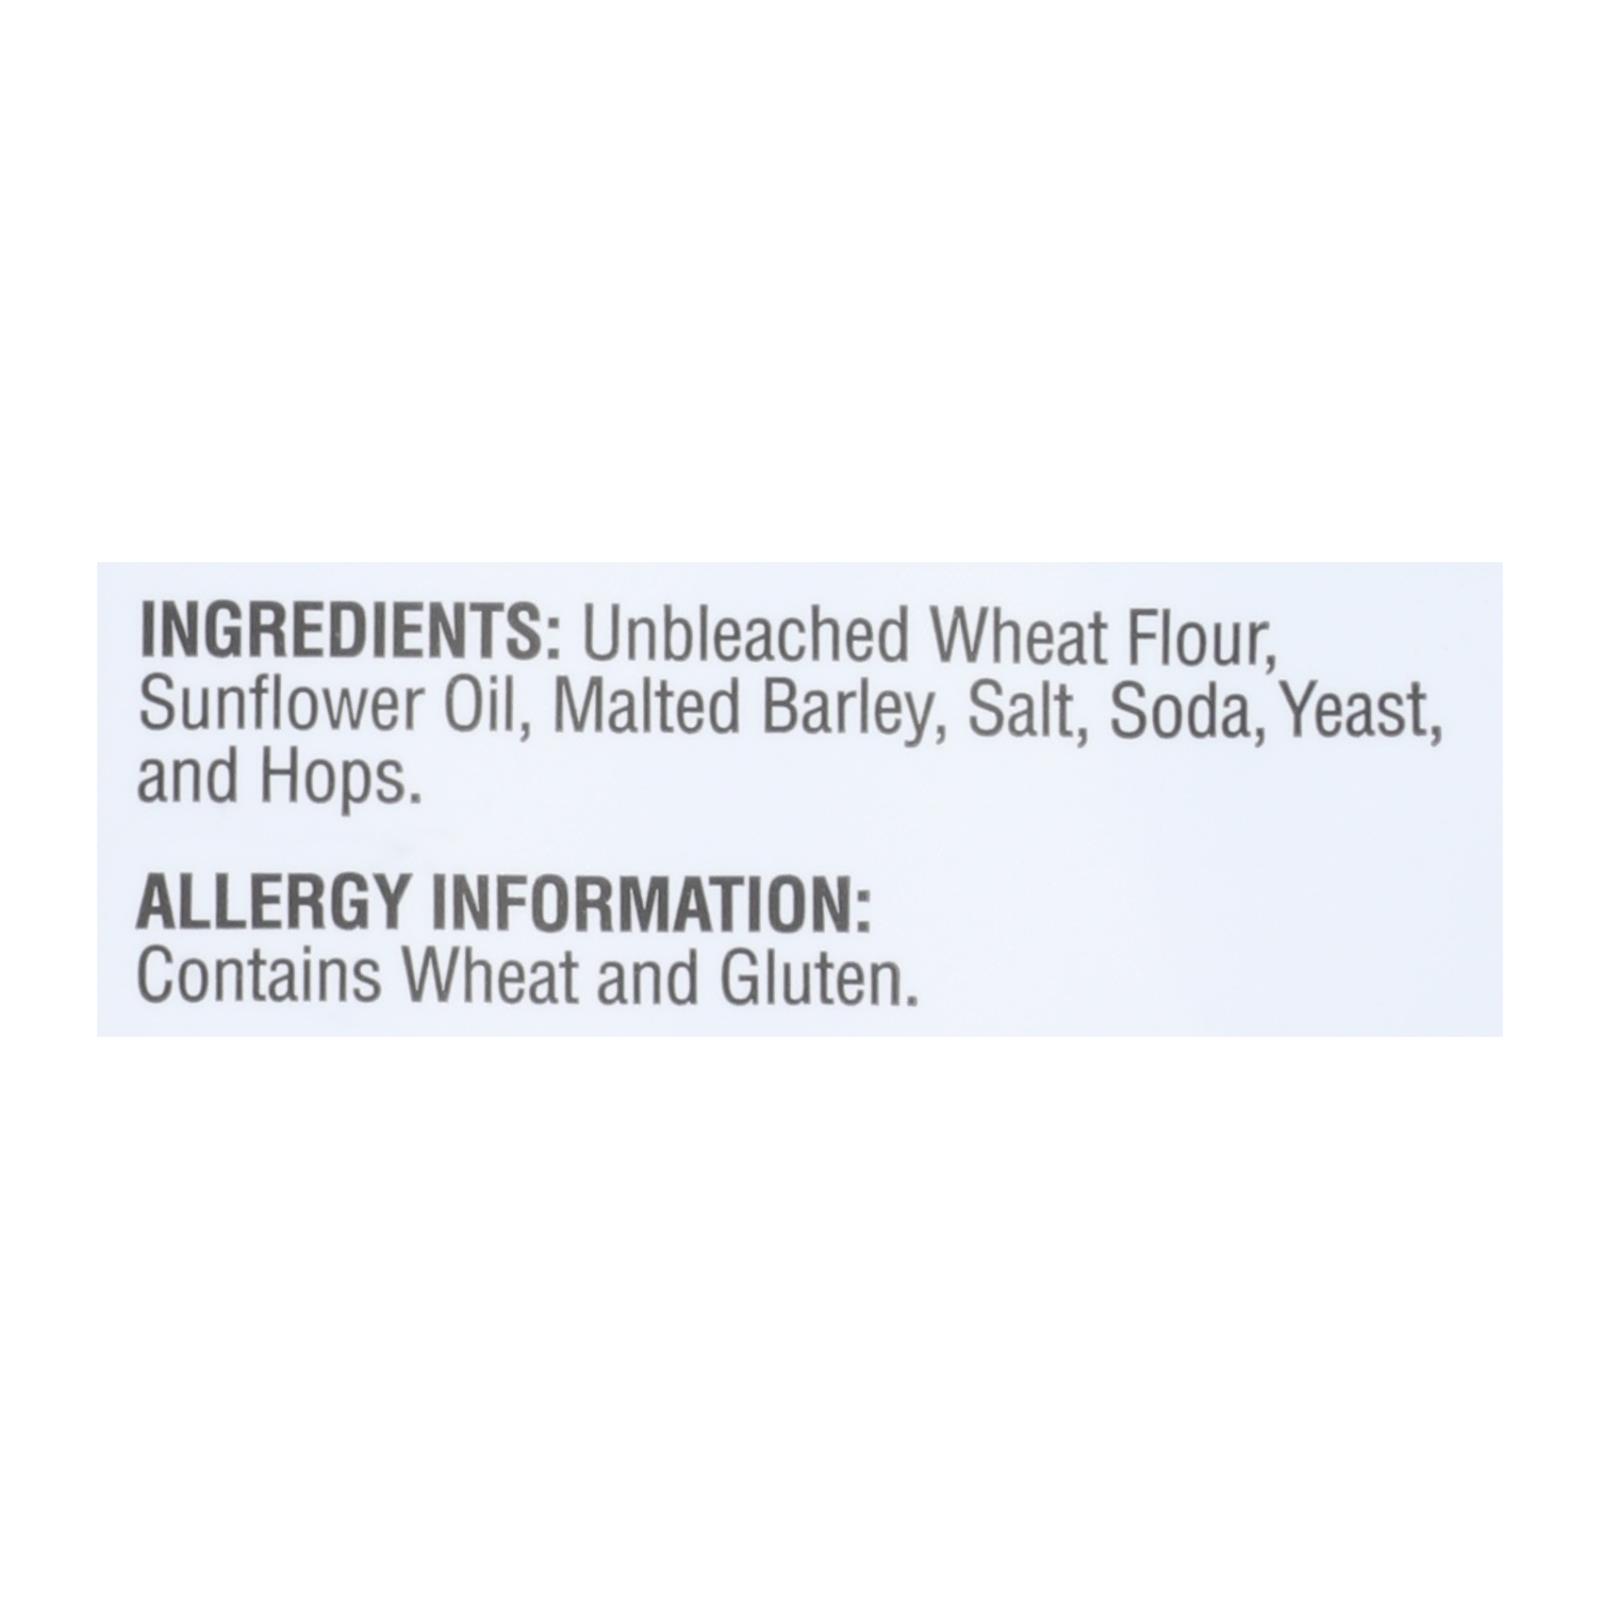 INGREDIENTS: Unbleached Wheat Flour,
Sunflower Oil, Malted Barley, Salt, Soda, Yeast,
and Hops.
ALLERGY INFORMATION:
Contains Wheat and Gluten.